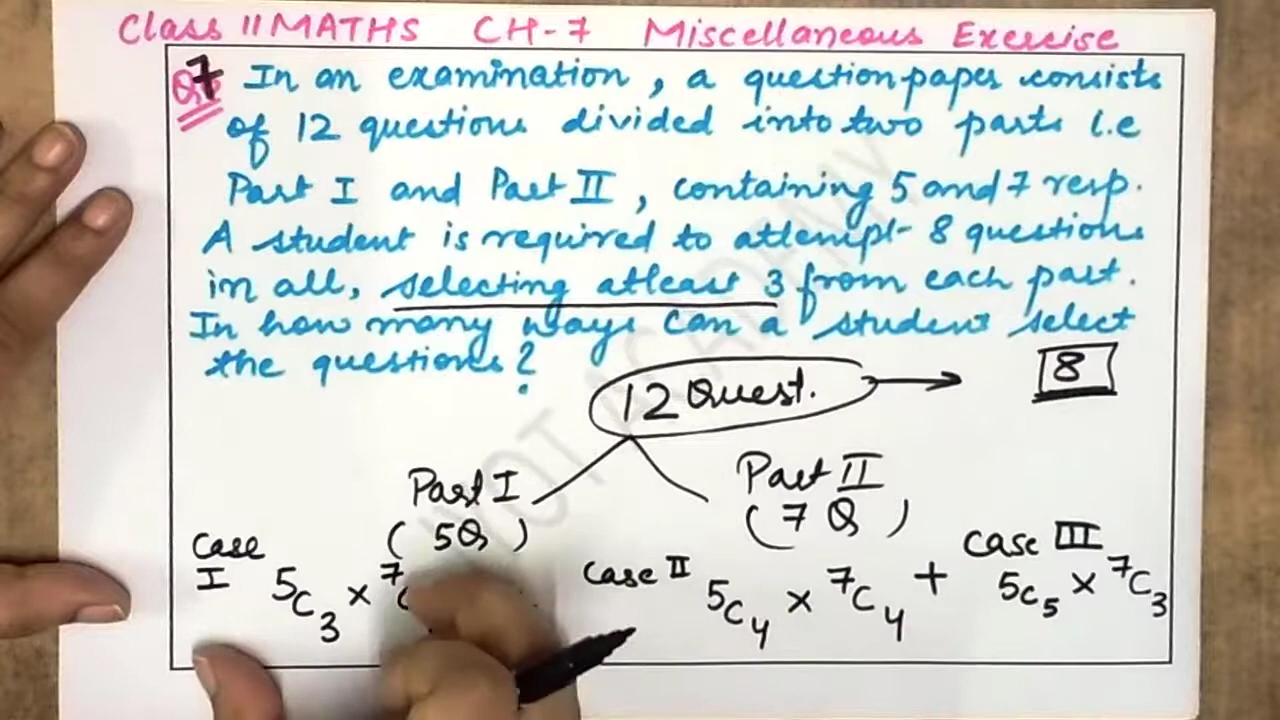 Class 11 MATHS CH-7 Miscellaneous Exercise
7 In an examination, a question paper consists
of 12 questions divided into two parts i.e
Part I and Part II, containing 5 and 7 resp.
A student is required to attempt 8 questions
in all, selecting atleast 3 from each part.
In how many ways can a student select
the questions?
12 Quest. → 8
Part I Part II
(5Q) (7Q)
Case I 5C3 × 7C
Case II 5C4 × 7C4 +
Case III 5C5 × 7C3